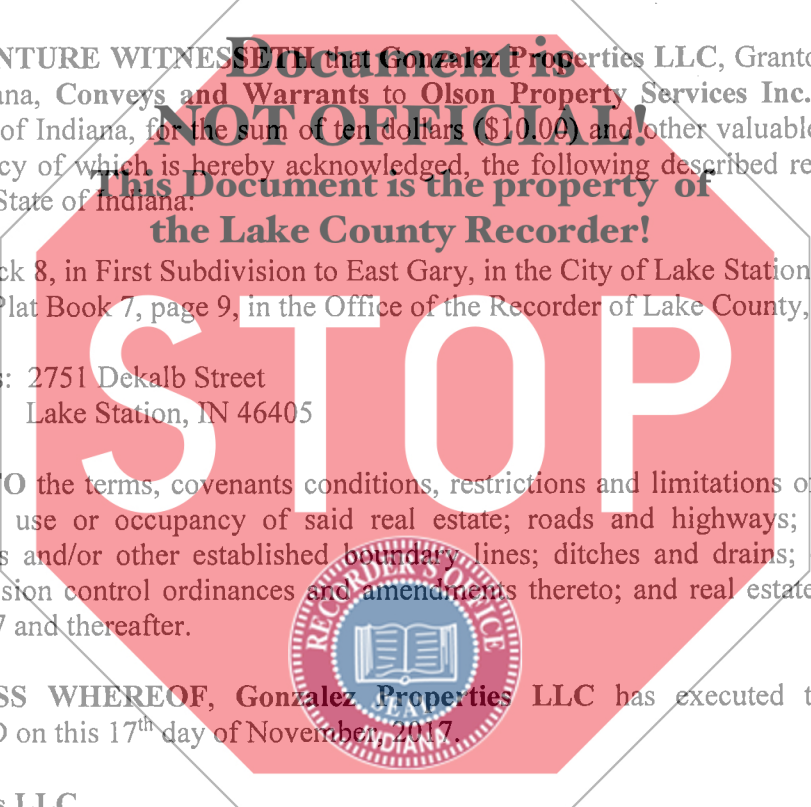 Document is
NTURE WITNESSETH that Gonzalez Properties LLC, Granto
ana, Conveys and Warrants to Olson Property Services Inc.
NOT OFFICIAL!
of Indiana, for the sum of ten dollars ($10.00) and other valuable
cy of which is hereby acknowledged, the following described re
This Document is the property of
State of Indiana:
the Lake County Recorder!
ck 8, in First Subdivision to East Gary, in the City of Lake Station
Plat Book 7, page 9, in the Office of the Recorder of Lake County,
STOP
s: 2751 Dekalb Street
Lake Station, IN 46405
TO the terms, covenants conditions, restrictions and limitations o
use or occupancy of said real estate; roads and highways;
s and/or other established boundary lines; ditches and drains;
sion control ordinances and amendments thereto; and real estate
7 and thereafter.
RECORDER'S OFFICE
SEAL
INDIANA
SS WHEREOF, Gonzalez Properties LLC has executed t
D on this 17th day of November, 2017.
s LLC